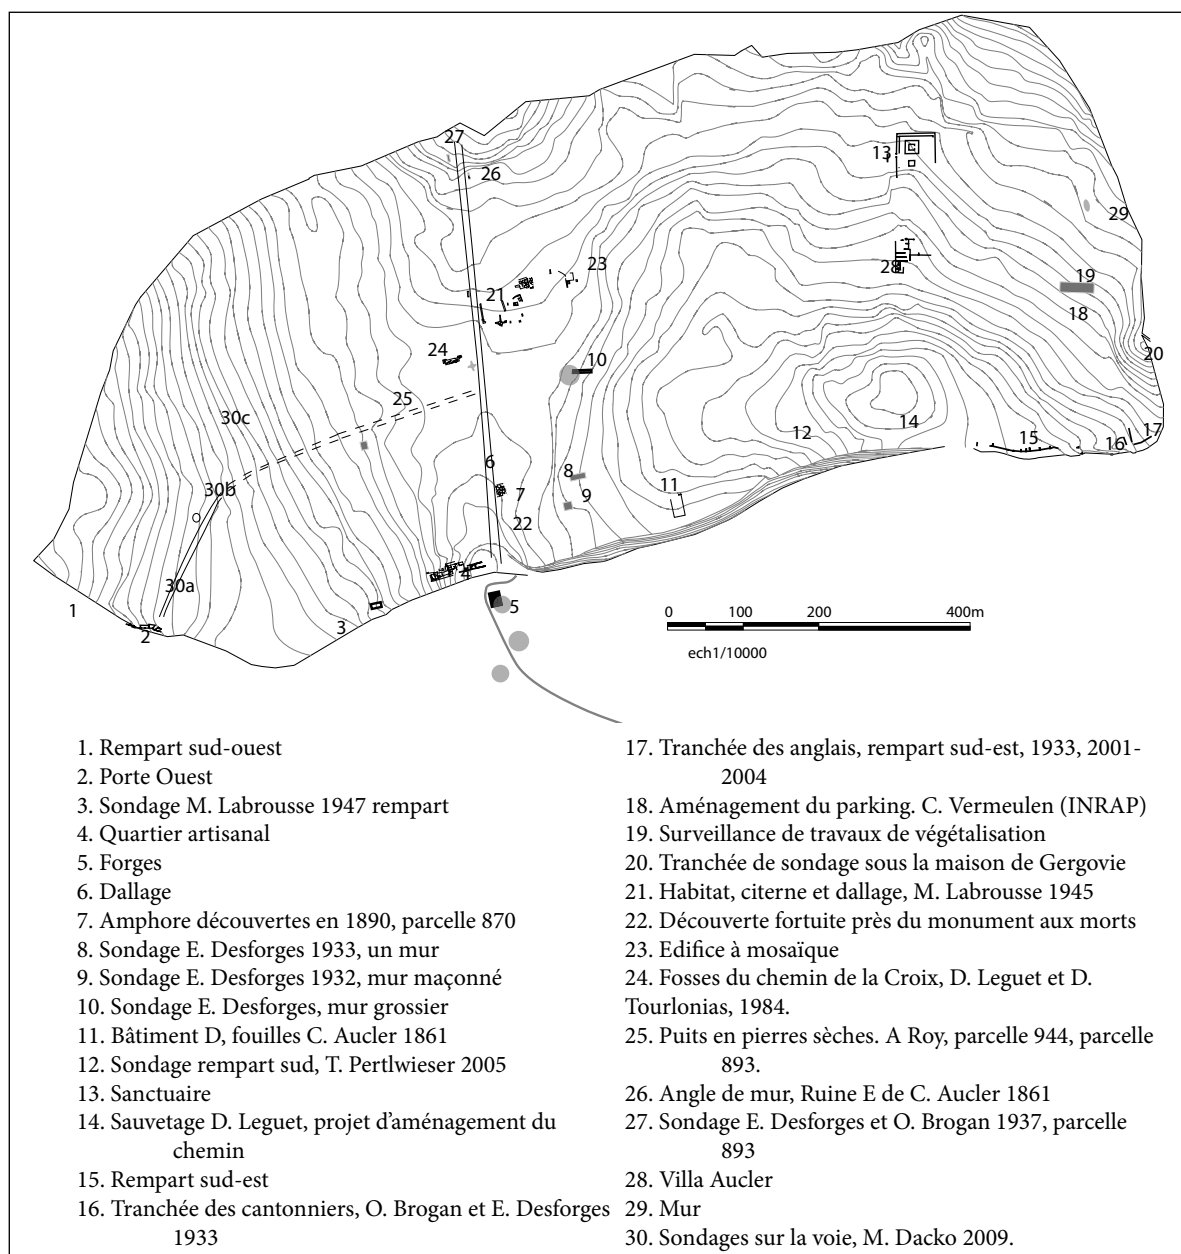 27
26
13
29
23
28
21
19
18
24
10
20
25
30c
14
12
17
15
16
6
8
30b
11
7
9
22
4
30a
5
1
2
3
0 100 200 400m
ech1/10000
1. Rempart sud-ouest
2. Porte Ouest
3. Sondage M. Labrousse 1947 rempart
4. Quartier artisanal
5. Forges
6. Dallage
7. Amphore découvertes en 1890, parcelle 870
8. Sondage E. Desforges 1933, un mur
9. Sondage E. Desforges 1932, mur maçonné
10. Sondage E. Desforges, mur grossier
11. Bâtiment D, fouilles C. Aucler 1861
12. Sondage rempart sud, T. Pertlwieser 2005
13. Sanctuaire
14. Sauvetage D. Leguet, projet d'aménagement du
chemin
15. Rempart sud-est
16. Tranchée des cantonniers, O. Brogan et E. Desforges
1933
17. Tranchée des anglais, rempart sud-est, 1933, 2001-
2004
18. Aménagement du parking. C. Vermeulen (INRAP)
19. Surveillance de travaux de végétalisation
20. Tranchée de sondage sous la maison de Gergovie
21. Habitat, citerne et dallage, M. Labrousse 1945
22. Découverte fortuite près du monument aux morts
23. Edifice à mosaïque
24. Fosses du chemin de la Croix, D. Leguet et D.
Tourlonias, 1984.
25. Puits en pierres sèches. A Roy, parcelle 944, parcelle
893.
26. Angle de mur, Ruine E de C. Aucler 1861
27. Sondage E. Desforges et O. Brogan 1937, parcelle
893
28. Villa Aucler
29. Mur
30. Sondages sur la voie, M. Dacko 2009.